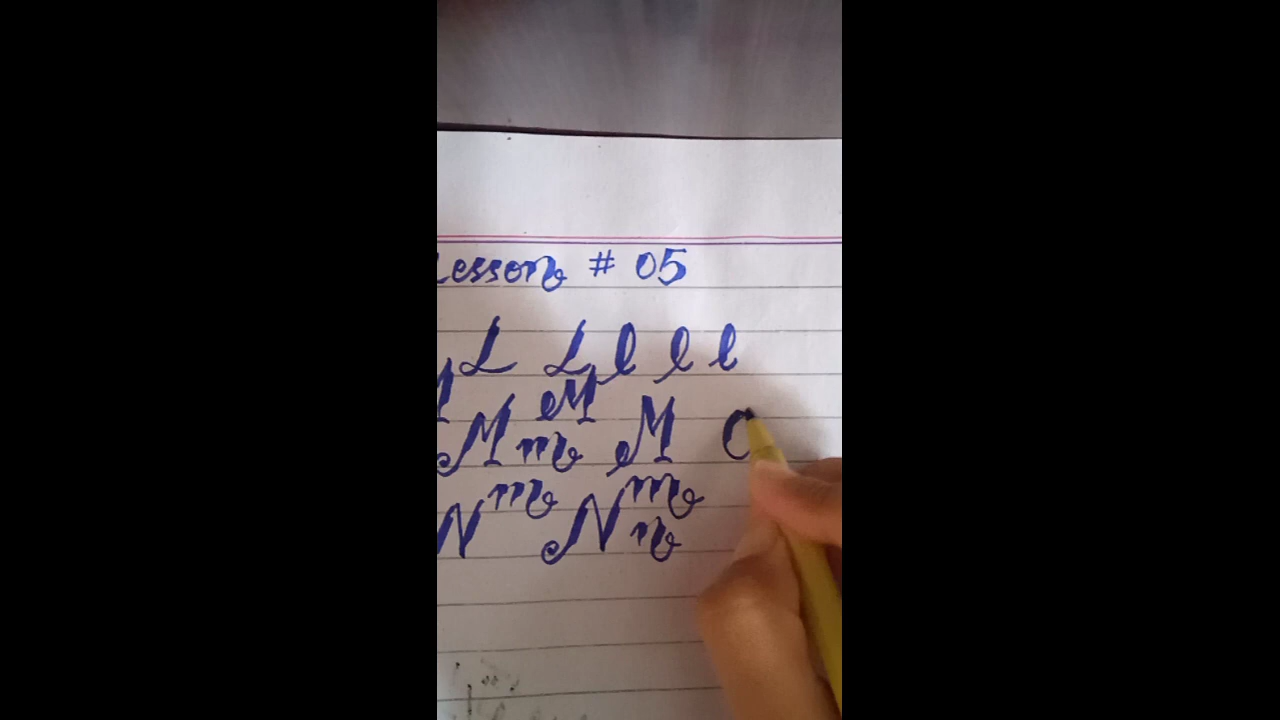 Lesson # 05
L L l l l
M M
M m M O
m m
N N n